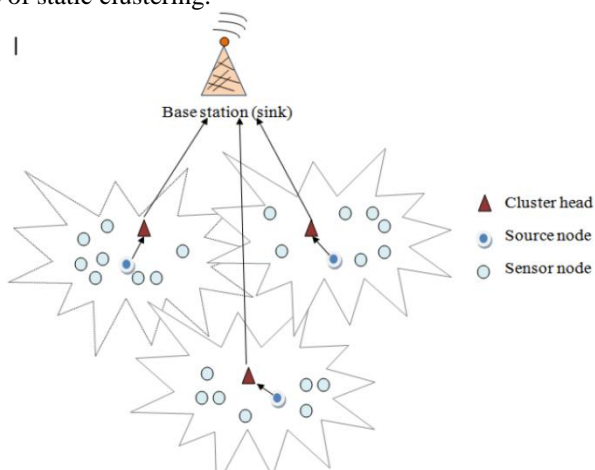 of static clustering.
Base station (sink)
Cluster head
Source node
Sensor node